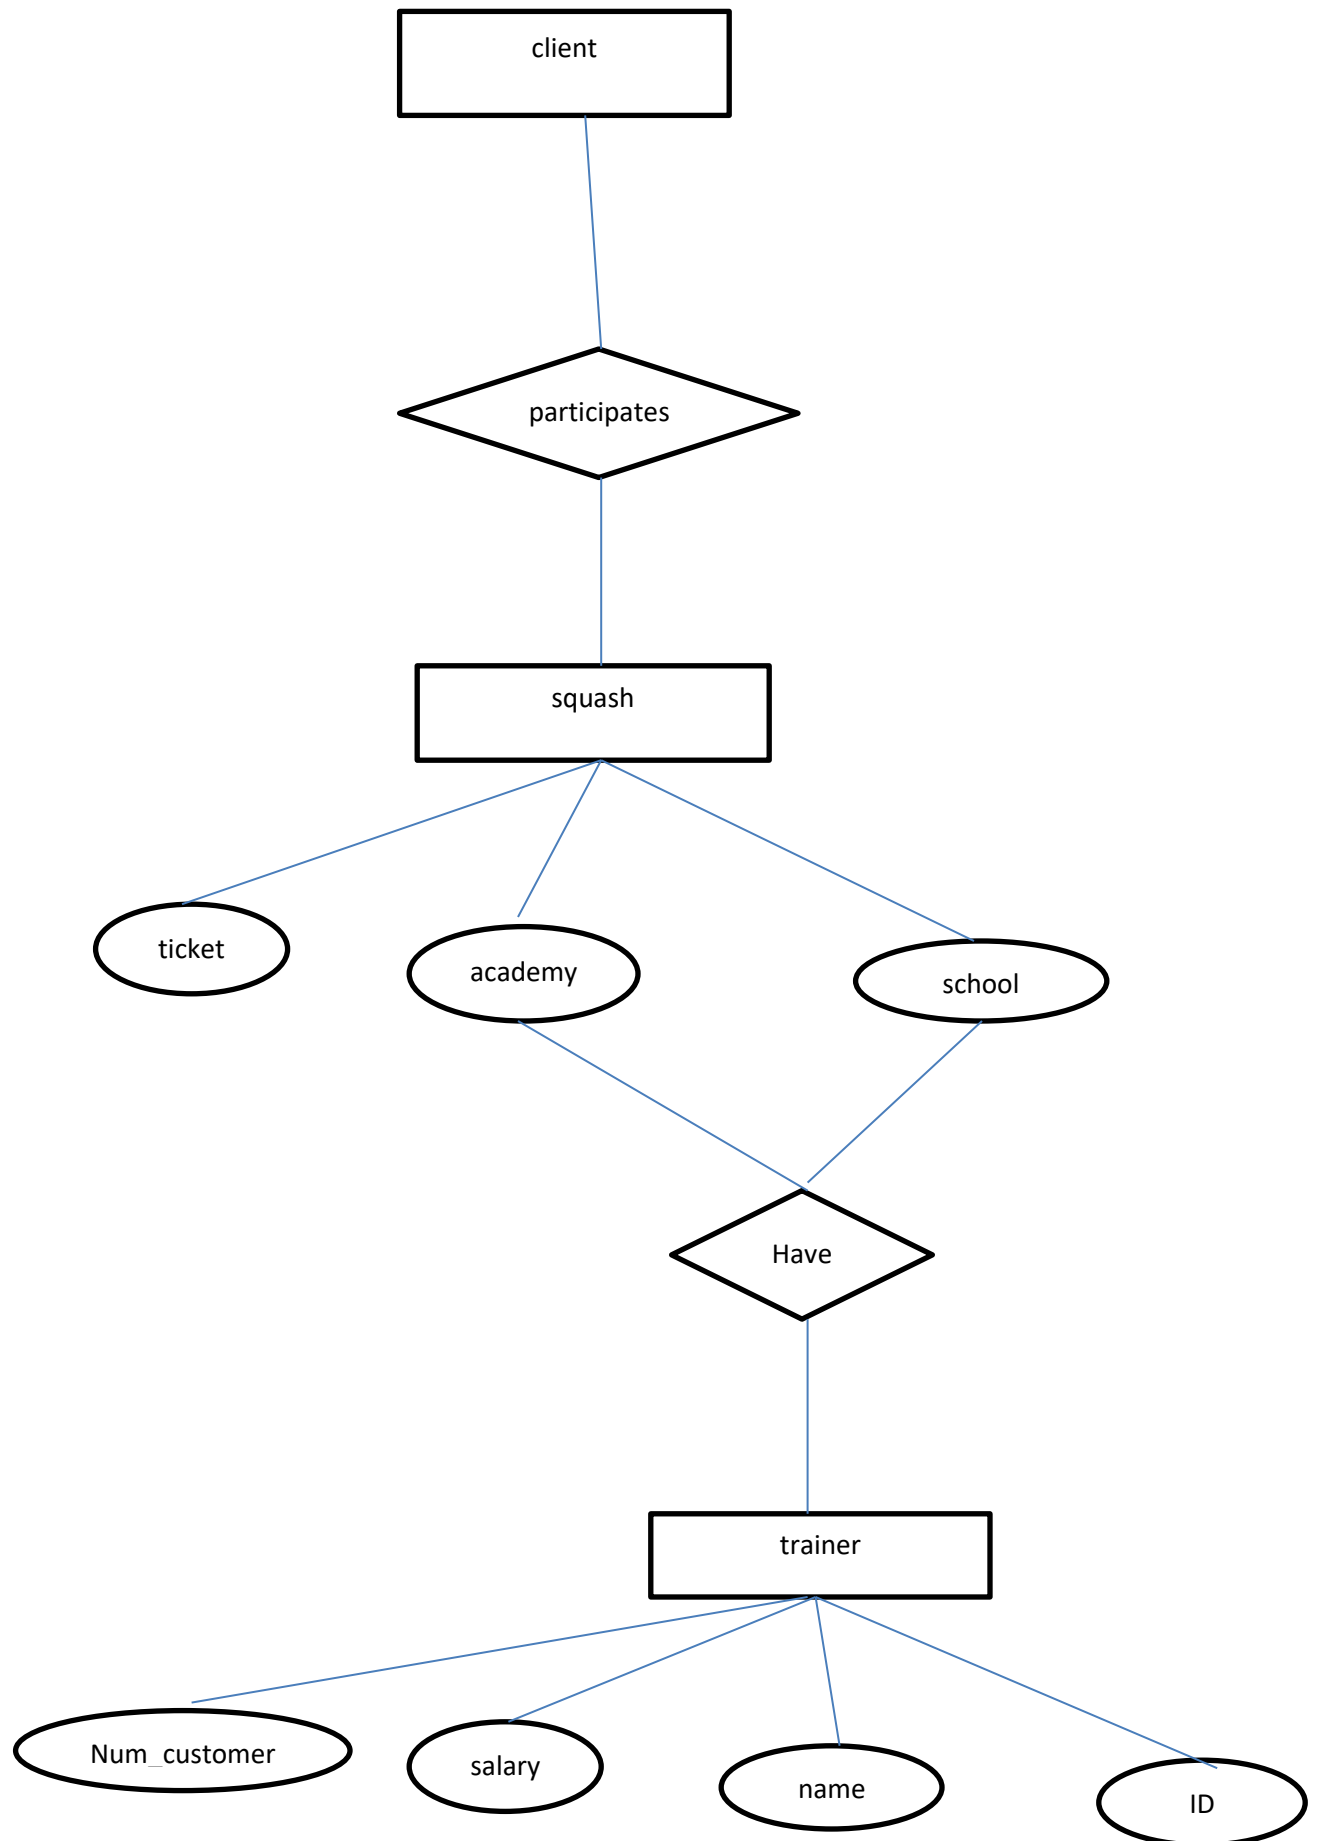 client
participates
squash
ticket
academy
school
Have
trainer
Num_customer
salary
name
ID